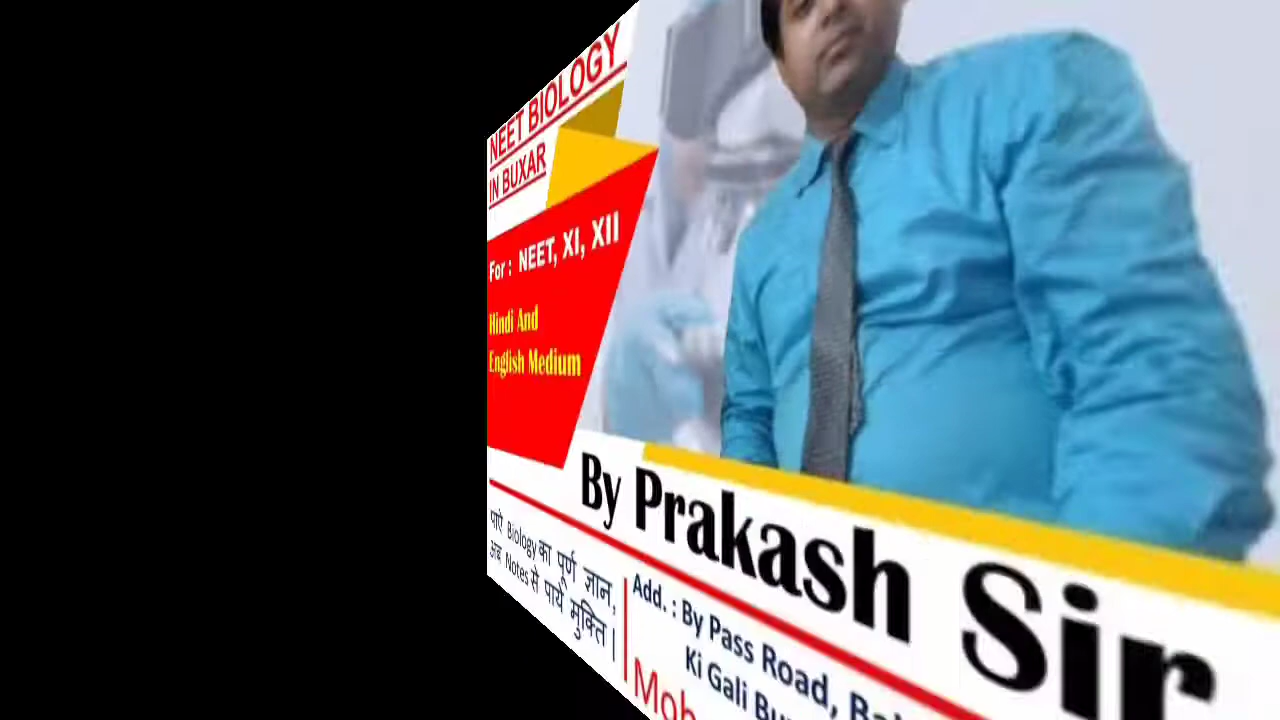 NEET BIOLOGY
IN BUXAR
For : NEET, XI, XII
Hindi And
English Medium
By Prakash Sir
पाऐ Biology का पूर्ण ज्ञान,
अब Notes से पाये मुक्ति |
Add. : By Pass Road,
Ki Gali
Mob